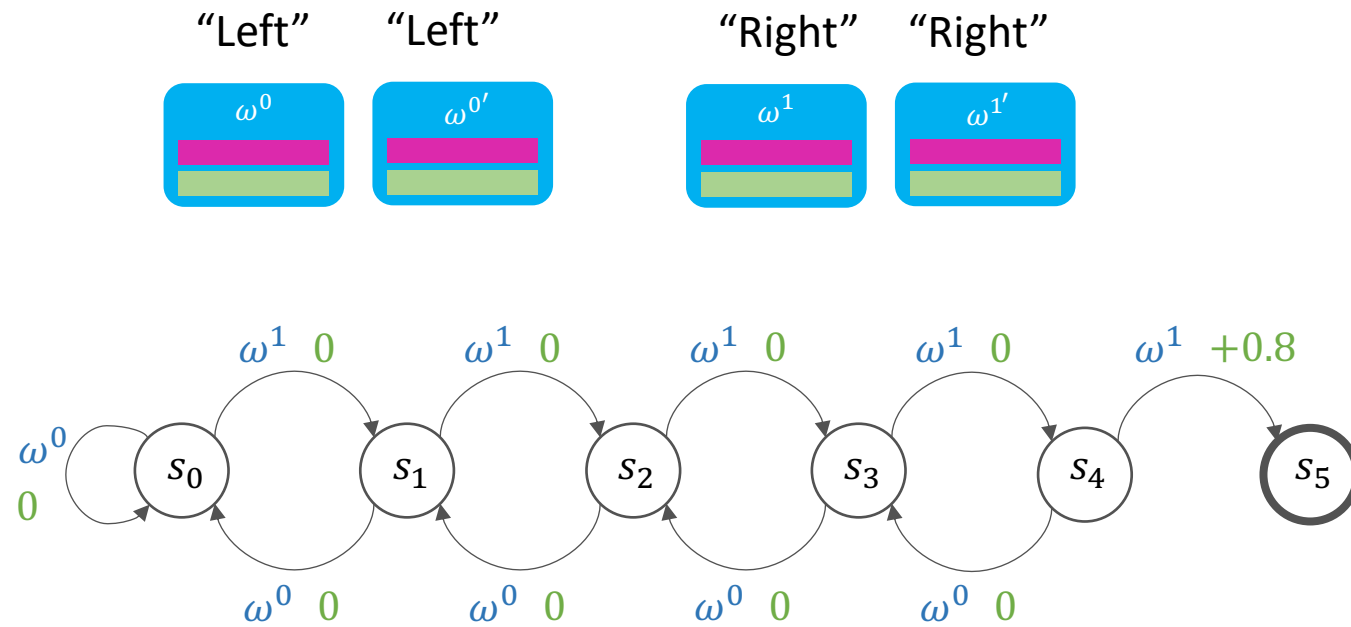 “Left” “Left” “Right” “Right”
ω⁰ ω⁰′ ω¹ ω¹′
ω¹ 0 ω¹ 0 ω¹ 0 ω¹ 0 ω¹ +0.8
ω⁰
s₀ s₁ s₂ s₃ s₄ s₅
0
ω⁰ 0 ω⁰ 0 ω⁰ 0 ω⁰ 0